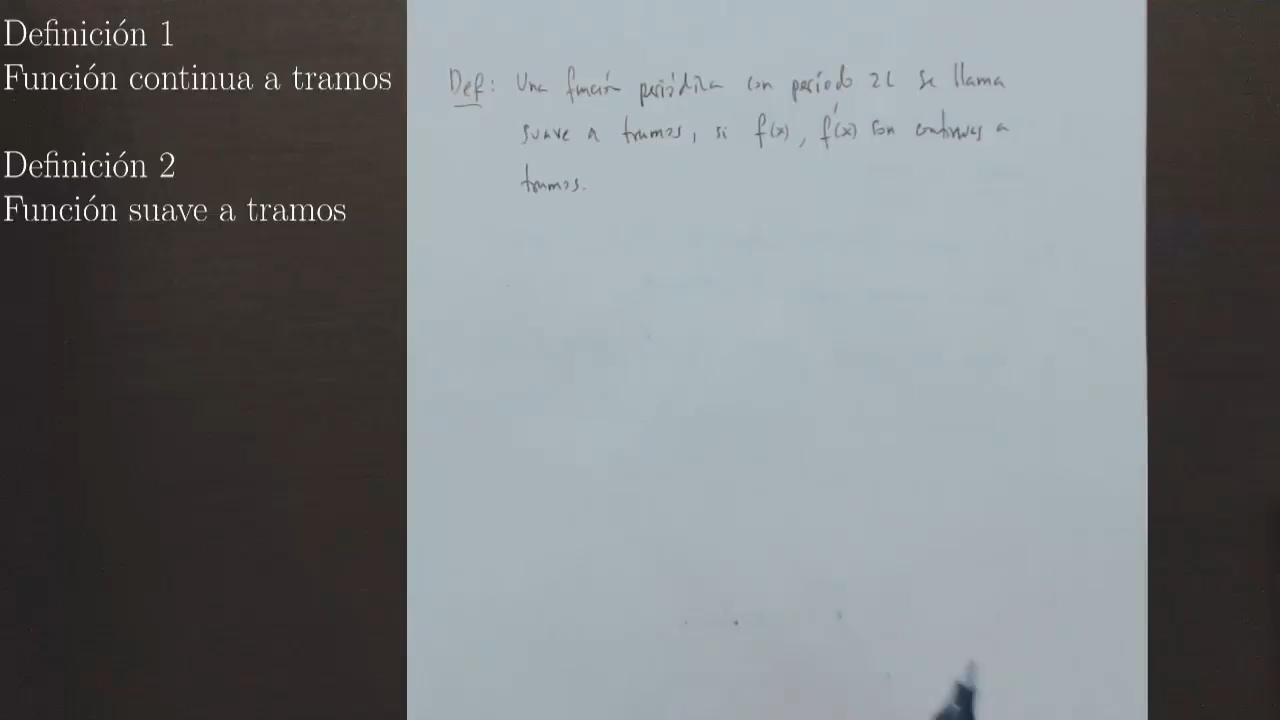 Definición 1
Función continua a tramos
Definición 2
Función suave a tramos
Def: Una función periódica con período 2L se llama
suave a tramos, si f(x), f'(x) son continuas a
tramos.